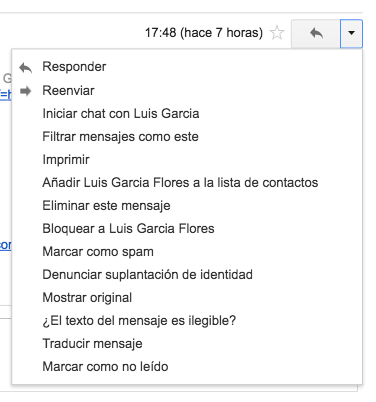 17:48 (hace 7 horas)
Responder
Reenviar
Iniciar chat con Luis Garcia
Filtrar mensajes como este
Imprimir
Añadir Luis Garcia Flores a la lista de contactos
Eliminar este mensaje
Bloquear a Luis Garcia Flores
Marcar como spam
Denunciar suplantación de identidad
Mostrar original
¿El texto del mensaje es ilegible?
Traducir mensaje
Marcar como no leído